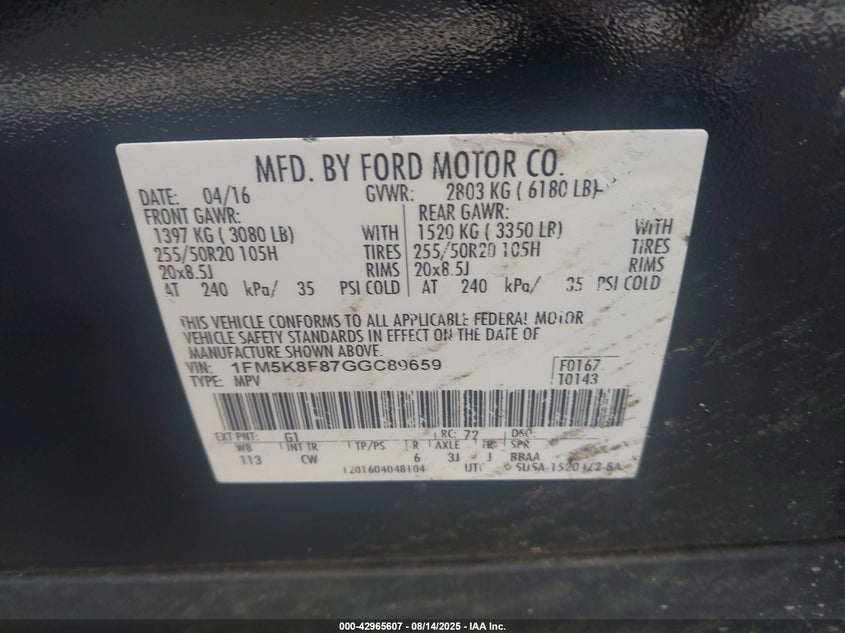 MFD. BY FORD MOTOR CO.
DATE: 04/16 GVWR: 2803 KG ( 6180 LB)
FRONT GAWR: REAR GAWR:
1397 KG ( 3080 LB) WITH 1520 KG ( 3350 LB) WITH
255/50R20 105H TIRES 255/50R20 105H TIRES
20x8.5J RIMS 20x8.5J RIMS
AT 240 kPa/ 35 PSI COLD AT 240 kPa/ 35 PSI COLD
THIS VEHICLE CONFORMS TO ALL APPLICABLE FEDERAL MOTOR
VEHICLE SAFETY STANDARDS IN EFFECT ON THE DATE OF
MANUFACTURE SHOWN ABOVE.
VIN: 1FM5K8F87GGC89659 F0167
TYPE: MPV T0143
EXT PNT: G1 RC: 72 DSO:
WB INT TR TP/PS R AXLE TR SPR
113 CW 6 3J J BBAA
1201604048104 UTC
000-42965607 - 08/14/2025 - IAA Inc.